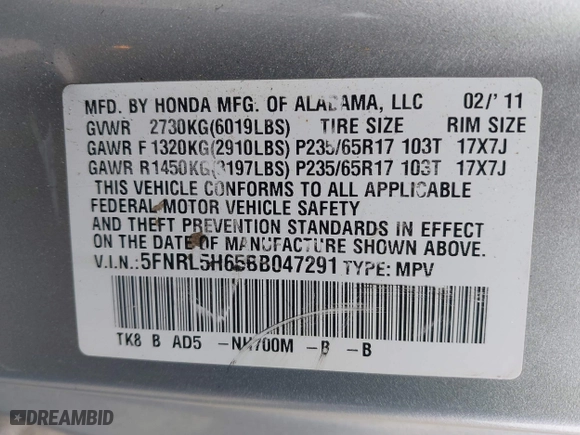 MFD. BY HONDA MFG. OF ALABAMA, LLC 02/'11
GVWR 2730KG(6019LBS) TIRE SIZE RIM SIZE
GAWR F 1320KG(2910LBS) P235/65R17 103T 17X7J
GAWR R 1450KG(3197LBS) P235/65R17 103T 17X7J
THIS VEHICLE CONFORMS TO ALL APPLICABLE
FEDERAL MOTOR VEHICLE SAFETY
AND THEFT PREVENTION STANDARDS IN EFFECT
ON THE DATE OF MANUFACTURE SHOWN ABOVE.
V.I.N.: 5FNRL5H65BB047291 TYPE: MPV
TK8 B AD5 -NH700M -B -B
DREAMBID